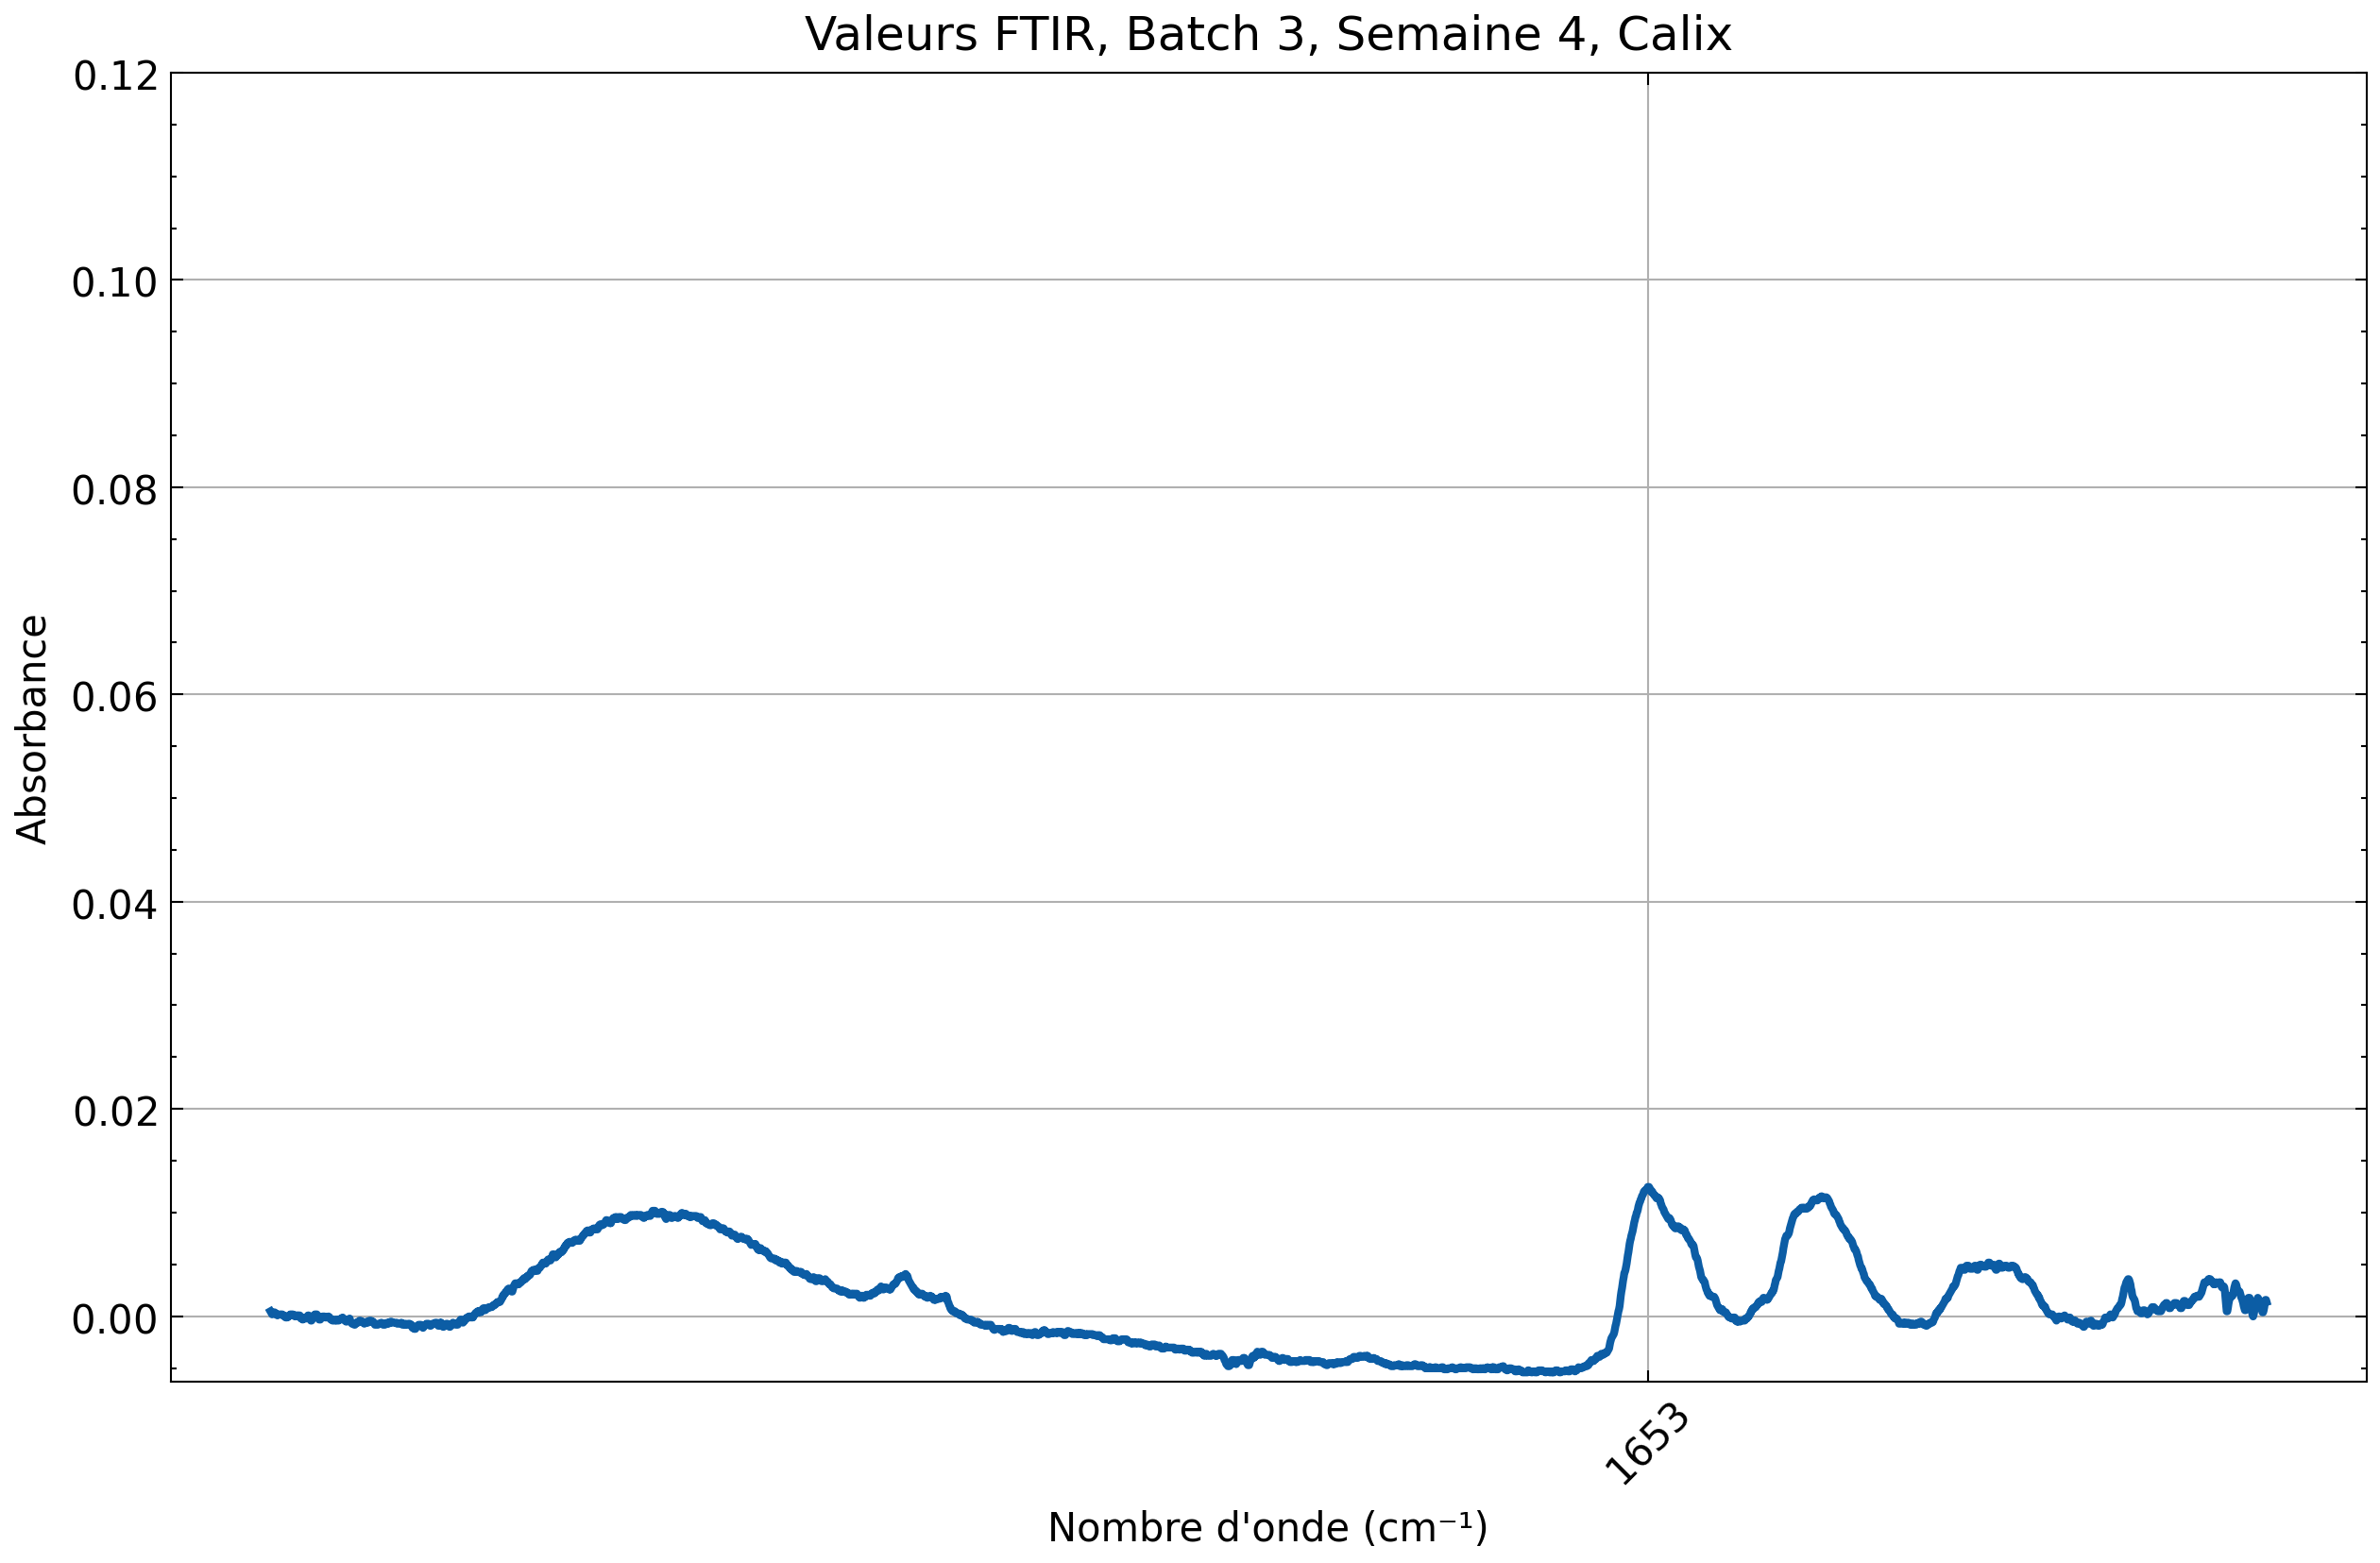 Valeurs FTIR, Batch 3, Semaine 4, Calix
0.12
0.10
0.08
0.06
0.04
0.02
0.00
Absorbance
1653
Nombre d'onde (cm⁻¹)